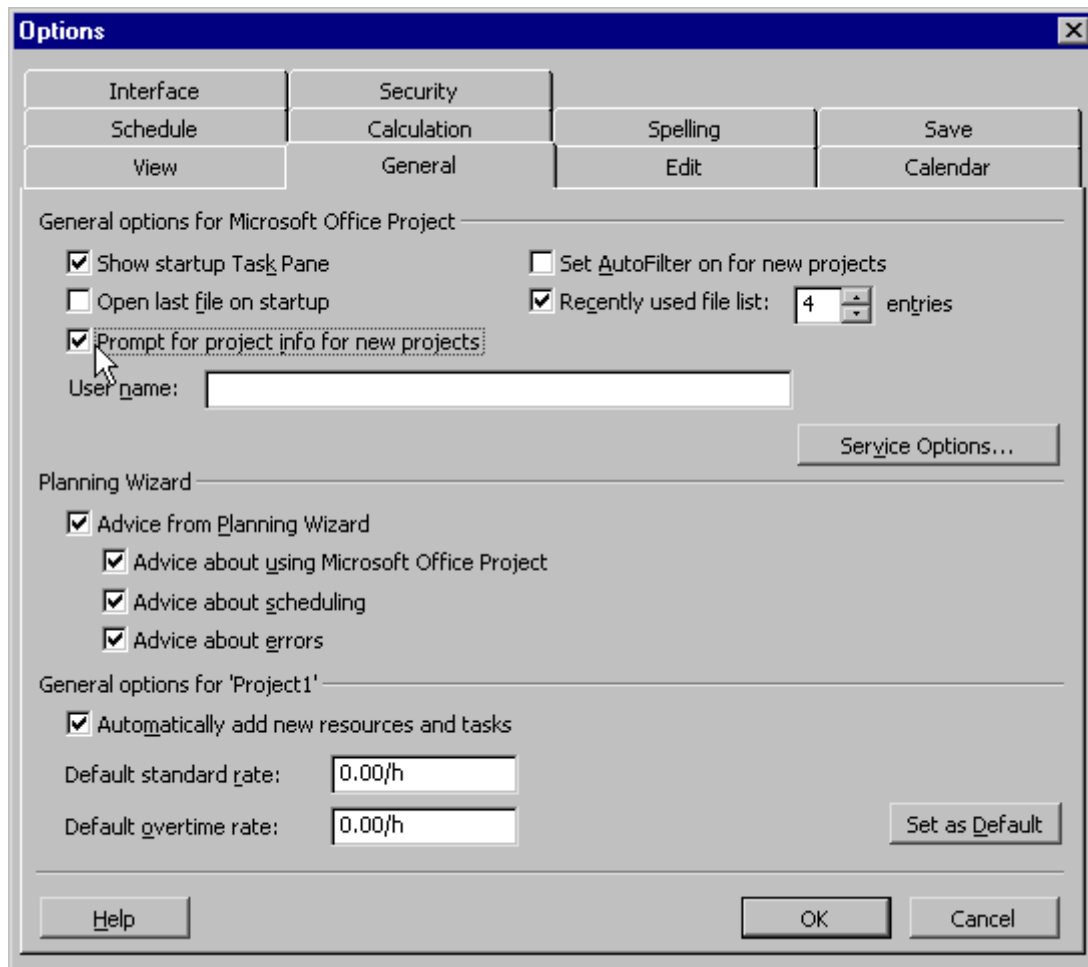 Options
Interface Security
Schedule Calculation Spelling Save
View General Edit Calendar
General options for Microsoft Office Project
Show startup Task Pane Set AutoFilter on for new projects
Open last file on startup Recently used file list: 4 entries
Prompt for project info for new projects
User name:
Service Options...
Planning Wizard
Advice from Planning Wizard
Advice about using Microsoft Office Project
Advice about scheduling
Advice about errors
General options for 'Project1'
Automatically add new resources and tasks
Default standard rate: 0.00/h
Default overtime rate: 0.00/h Set as Default
Help OK Cancel